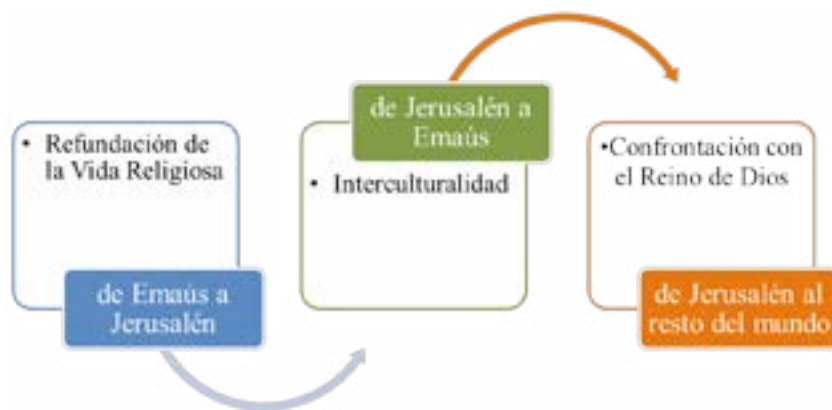 • Refundación de
la Vida Religiosa
de Emaús a
Jerusalén
de Jerusalén a
Emaús
• Interculturalidad
•Confrontación con
el Reino de Dios
de Jerusalén al
resto del mundo